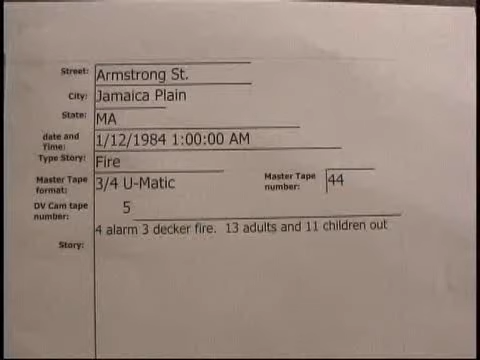 Street: Armstrong St.
City: Jamaica Plain
State: MA
date and Time: 1/12/1984 1:00:00 AM
Type Story: Fire
Master Tape format: 3/4 U-Matic Master Tape number: 44
DV Cam tape number: 5
Story: 4 alarm 3 decker fire. 13 adults and 11 children out